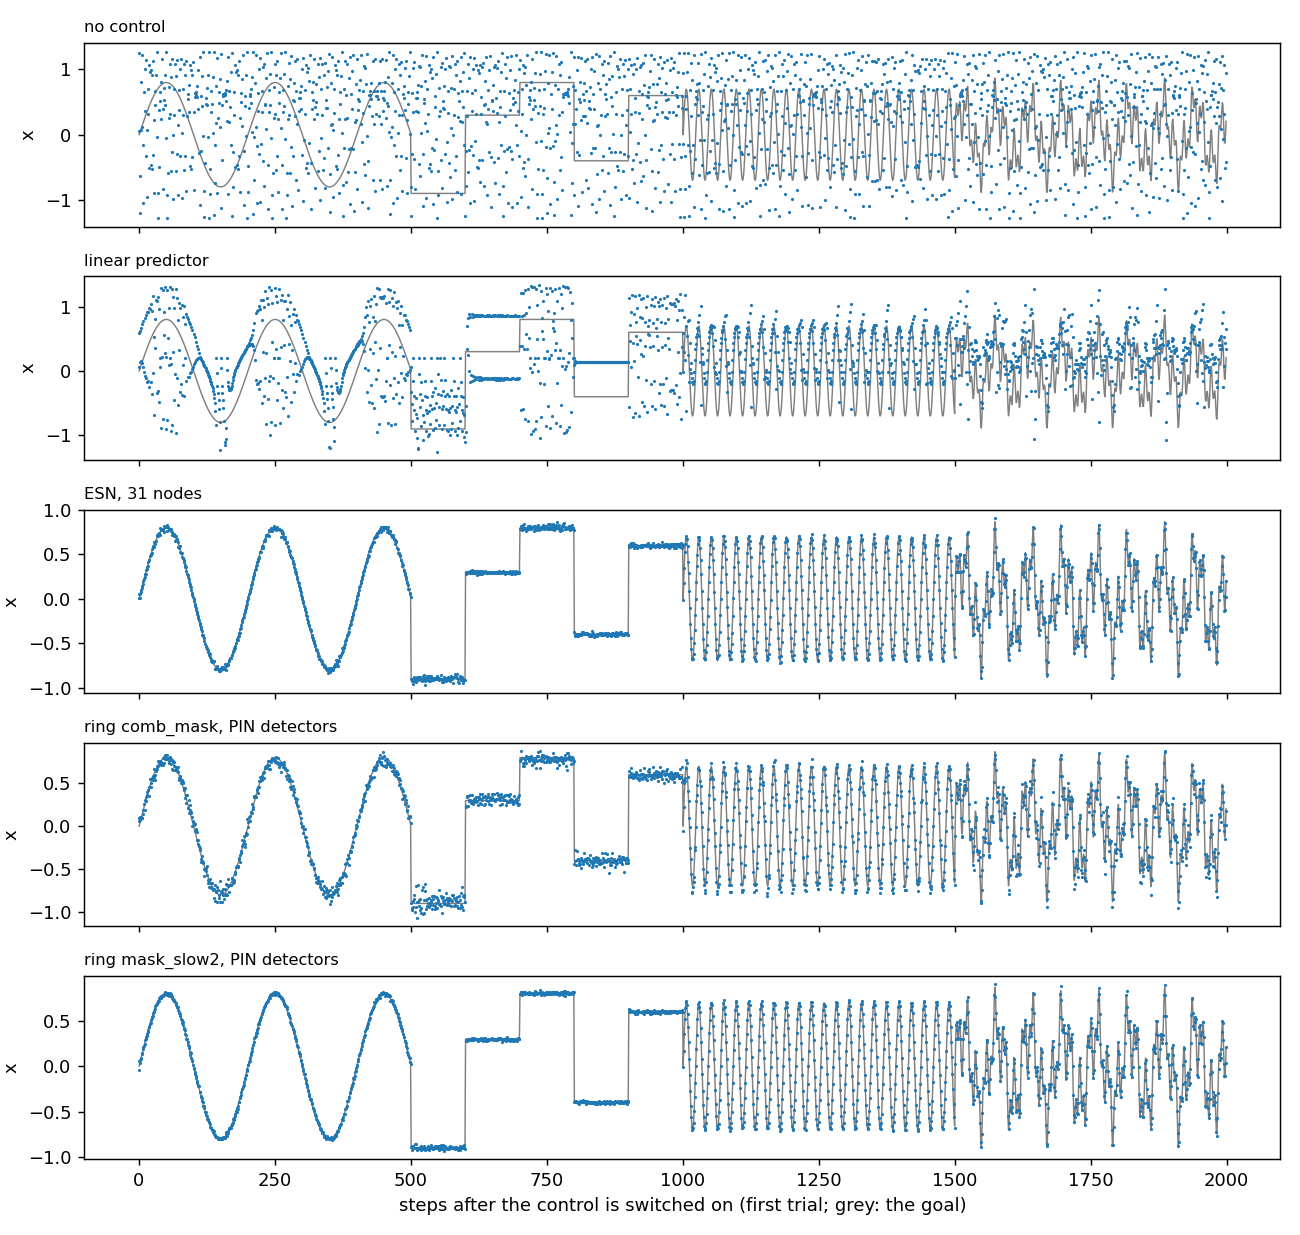 no control
1
0
−1
x
linear predictor
1
0
−1
x
ESN, 31 nodes
1.0
0.5
0.0
−0.5
−1.0
x
ring comb_mask, PIN detectors
0.5
0.0
−0.5
−1.0
x
ring mask_slow2, PIN detectors
0.5
0.0
−0.5
−1.0
x
0 250 500 750 1000 1250 1500 1750 2000
steps after the control is switched on (first trial; grey: the goal)